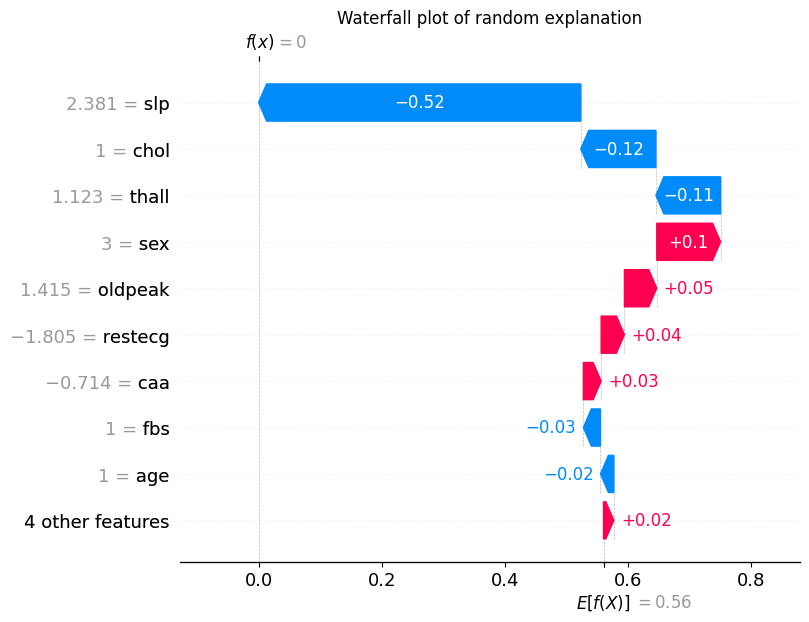 Waterfall plot of random explanation
f(x) = 0
2.381 = slp −0.52
1 = chol −0.12
1.123 = thall −0.11
3 = sex +0.1
1.415 = oldpeak +0.05
−1.805 = restecg +0.04
−0.714 = caa +0.03
1 = fbs −0.03
1 = age −0.02
4 other features +0.02
0.0 0.2 0.4 0.6 0.8
E[f(X)] = 0.56